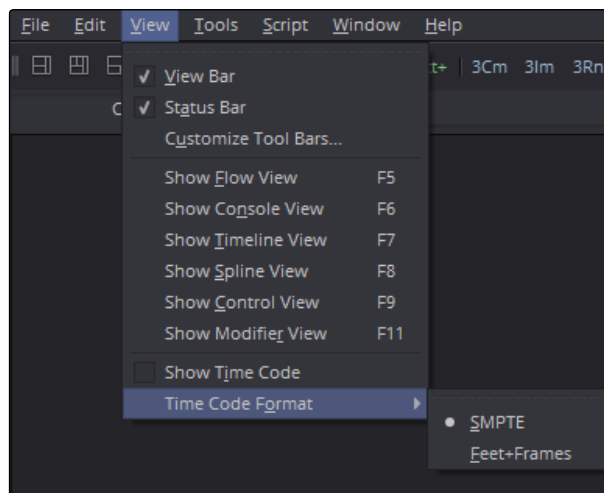 File Edit View Tools Script Window Help
t+ 3Cm 3Im 3Rn
View Bar
C Status Bar
Customize Tool Bars...
Show Flow View F5
Show Console View F6
Show Timeline View F7
Show Spline View F8
Show Control View F9
Show Modifier View F11
Show Time Code
Time Code Format
SMPTE
Feet+Frames